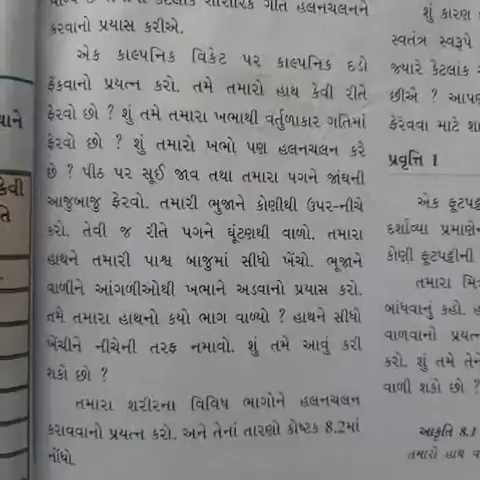 શારીરિક ગતિ હલનચલનને
કરવાનો પ્રયાસ કરીએ.
એક કાલ્પનિક વિકેટ પર કાલ્પનિક દડો
ફેંકવાનો પ્રયત્ન કરો. તમે તમારો હાથ કેવી રીતે
ફેરવો છો ? શું તમે તમારા ખભાથી વર્તુળાકાર ગતિમાં
ફેરવો છો ? શું તમારો ખભો પણ હલનચલન કરે
છે ? પીઠ પર સૂઈ જાવ તથા તમારા પગને જાંઘની
આજુબાજુ ફેરવો. તમારી ભુજાને કોણીથી ઉપર-નીચે
કરો. તેવી જ રીતે પગને ઘૂંટણથી વાળો. તમારા
હાથને તમારી પાશ્વ બાજુમાં સીધો ખેંચો. ભૂજાને
વાળીને આંગળીઓથી ખભાને અડવાનો પ્રયાસ કરો.
તમે તમારા હાથનો કયો ભાગ વાળ્યો ? હાથને સીધો
ખેંચીને નીચેની તરફ નમાવો. શું તમે આવું કરી
શકો છો ?
તમારા શરીરના વિવિધ ભાગોને હલનચલન
કરાવવાનો પ્રયત્ન કરો. અને તેનાં તારણો કોષ્ટક 8.2માં
નોંધો.
શું કારણ
સ્વતંત્ર સ્વરૂપે
જ્યારે કેટલાંક
છીએ ? આપણ
ફેરવવા માટે
પ્રવૃત્તિ 1
એક ફૂટપટ્ટ
દર્શાવ્યા પ્રમાણે
કોણી ફૂટપટ્ટીની
તમારા મિ
બાંધવાનું કહો.
વાળવાનો પ્રયત્ન
કરો. શું તમે તેને
વાળી શકો છો ?
આકૃતિ 8.1
તમારો હાથ